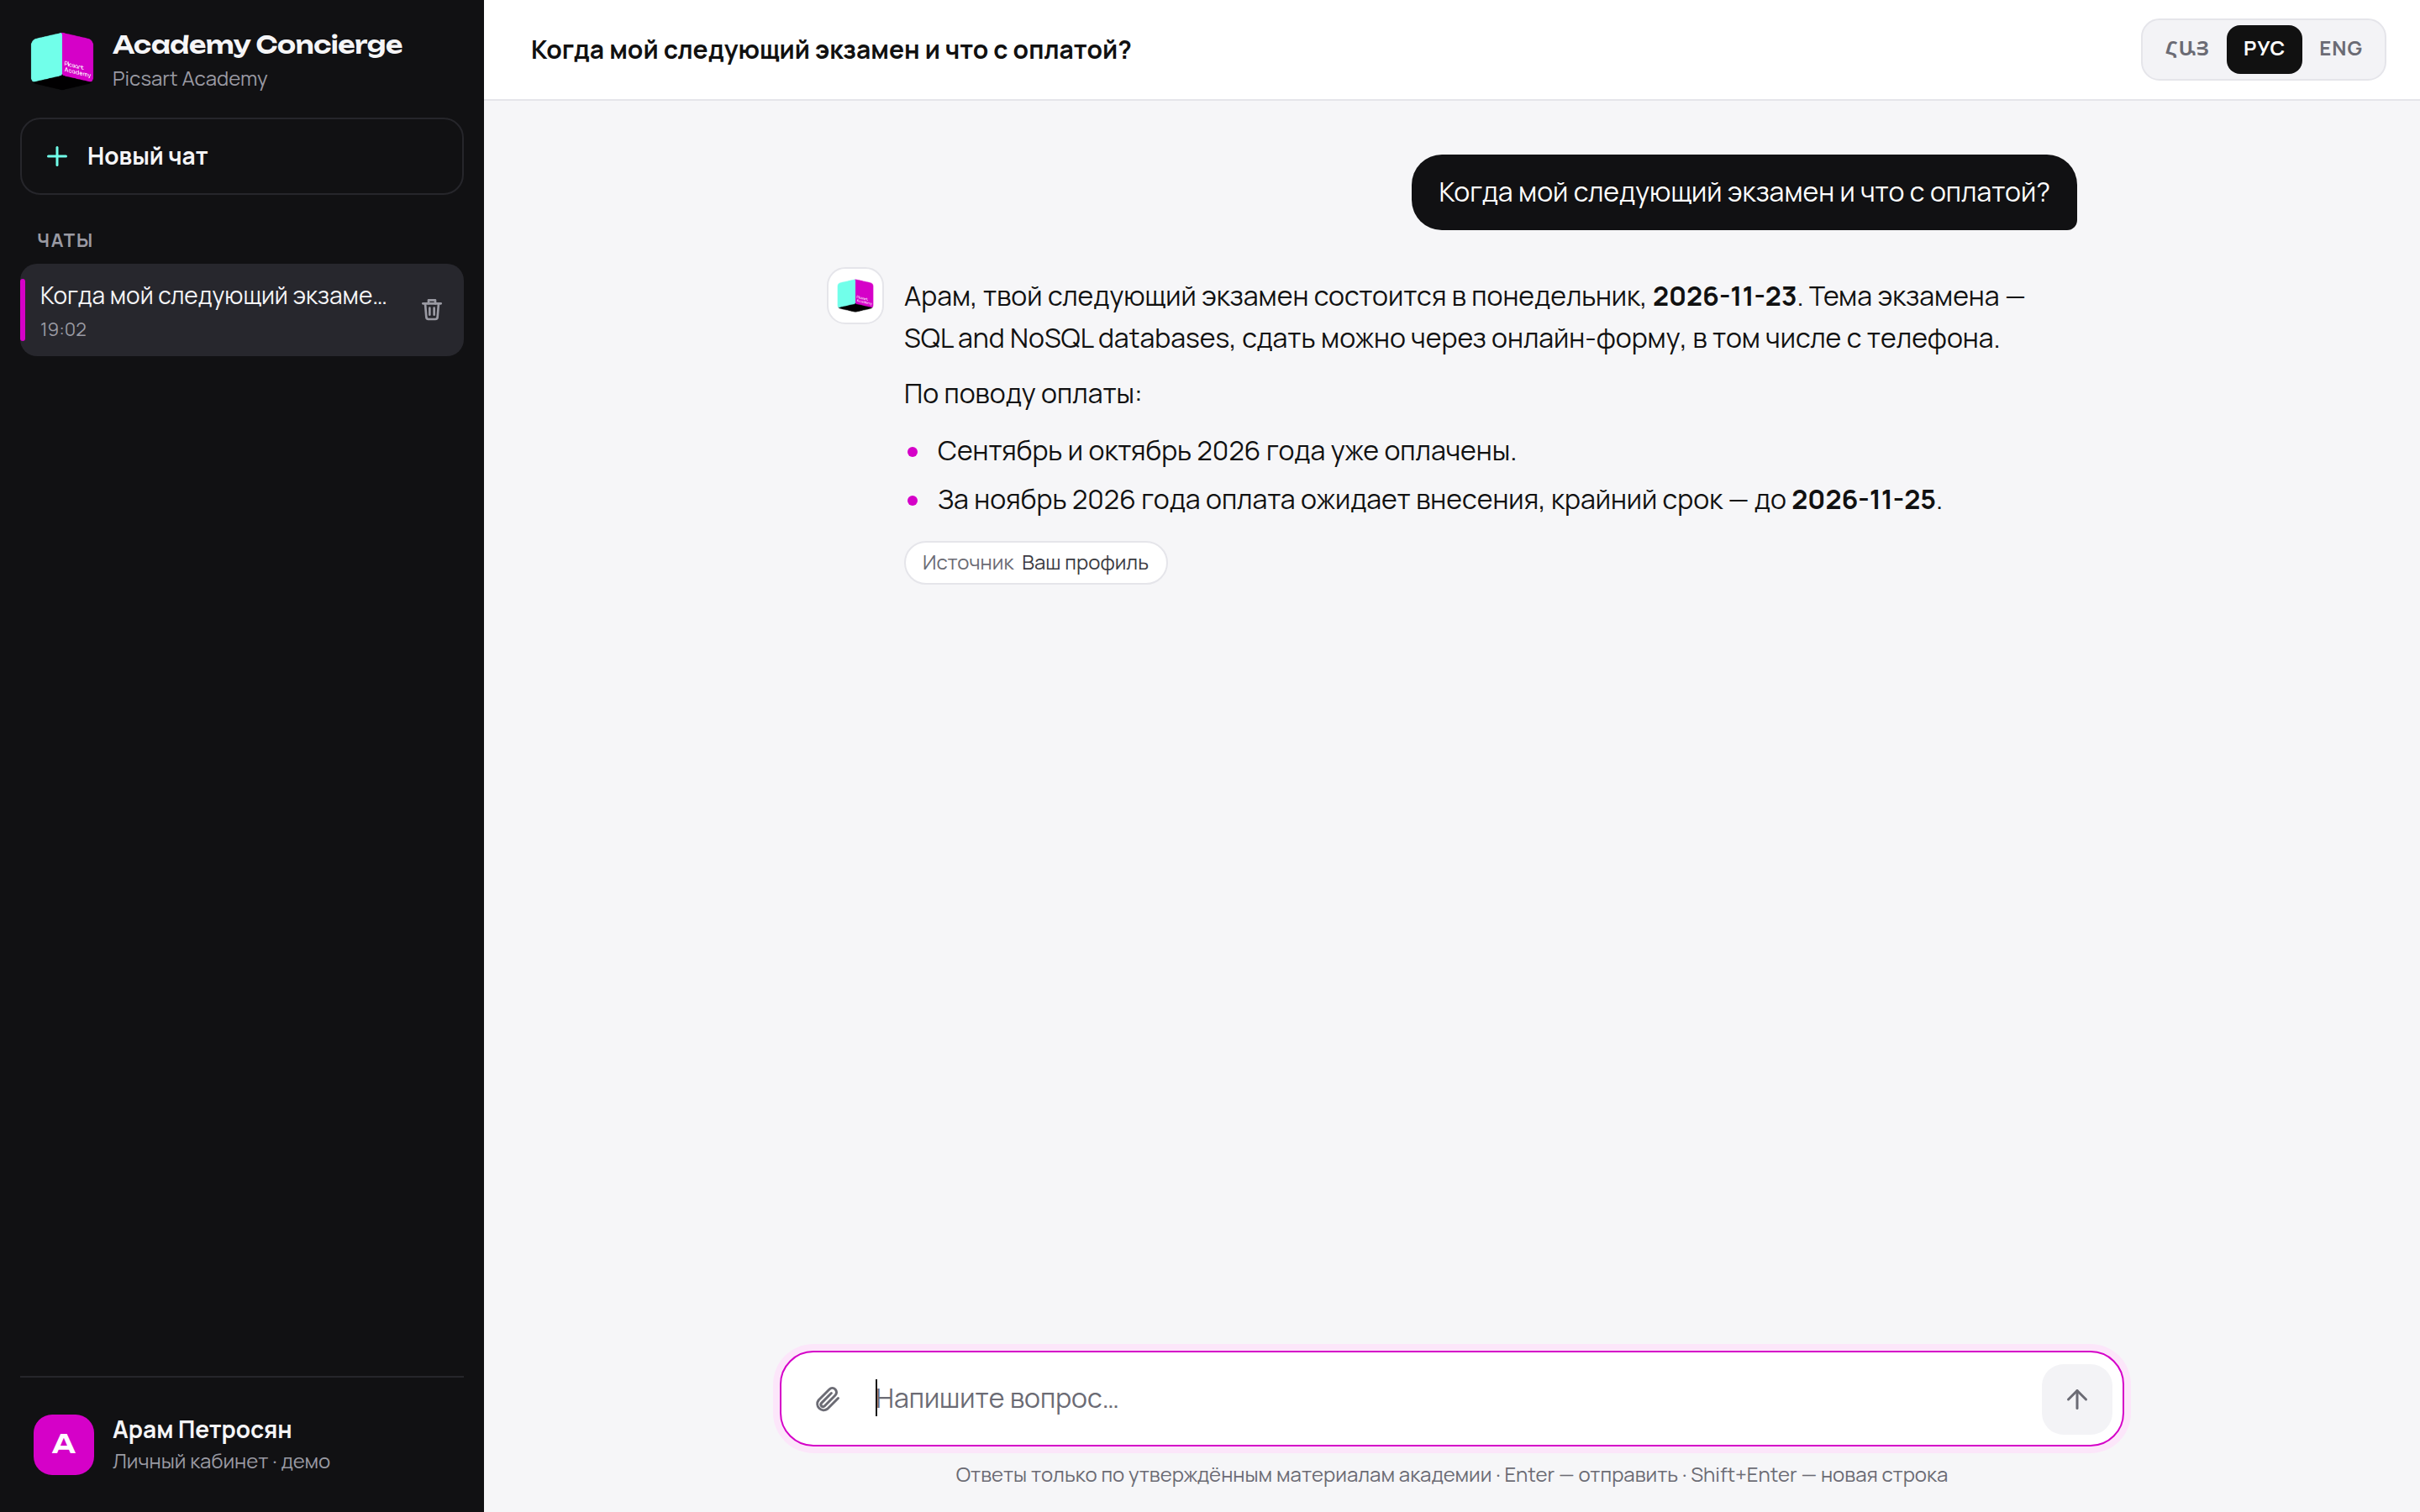 Academy Concierge
Picsart Academy
Новый чат
ЧАТЫ
Когда мой следующий экзаме...
19:02
Арам Петросян
Личный кабинет · демо
A
Когда мой следующий экзамен и что с оплатой?
ՀԱՅ РУС ENG
Когда мой следующий экзамен и что с оплатой?
Арам, твой следующий экзамен состоится в понедельник, 2026-11-23. Тема экзамена —
SQL and NoSQL databases, сдать можно через онлайн-форму, в том числе с телефона.
По поводу оплаты:
Сентябрь и октябрь 2026 года уже оплачены.
За ноябрь 2026 года оплата ожидает внесения, крайний срок — до 2026-11-25.
Источник Ваш профиль
Напишите вопрос...
Ответы только по утверждённым материалам академии · Enter — отправить · Shift+Enter — новая строка